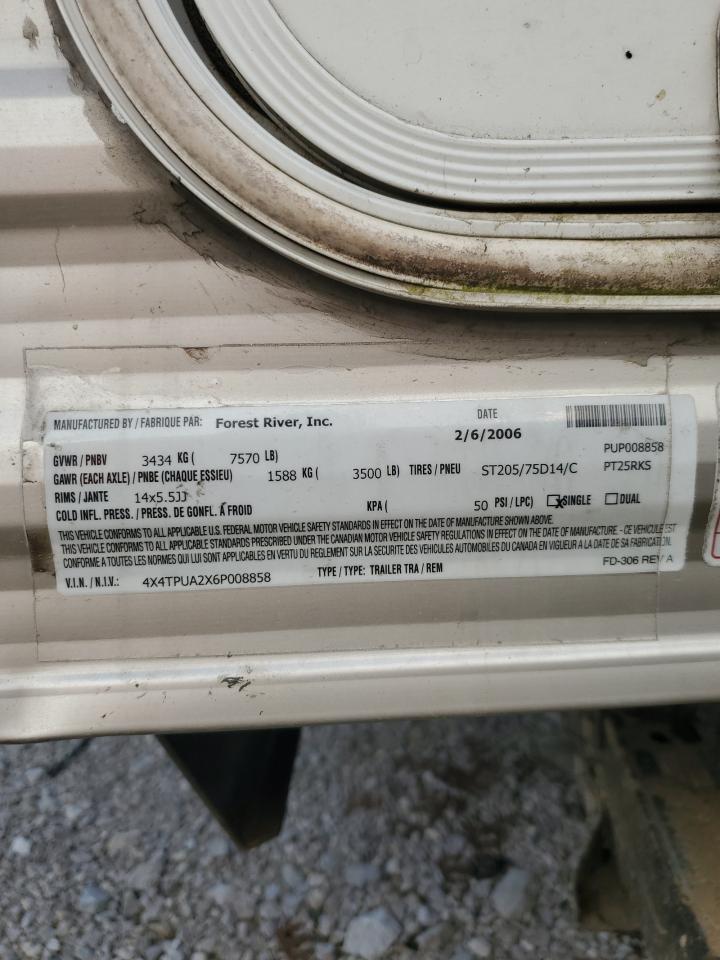 MANUFACTURED BY / FABRIQUE PAR: Forest River, Inc. DATE
2/6/2006
PUP008858
GVWR / PNBV 3434 KG ( 7570 LB)
GAWR (EACH AXLE) / PNBE (CHAQUE ESSIEU) 1588 KG ( 3500 LB) TIRES / PNEU ST205/75D14/C PT25RKS
RIMS / JANTE 14x5.5JJ
COLD INFL. PRESS. / PRESS. DE GONFL. À FROID KPA ( 50 PSI / LPC) X SINGLE DUAL
THIS VEHICLE CONFORMS TO ALL APPLICABLE U.S. FEDERAL MOTOR VEHICLE SAFETY STANDARDS IN EFFECT ON THE DATE OF MANUFACTURE SHOWN ABOVE.
THIS VEHICLE CONFORMS TO ALL APPLICABLE STANDARDS PRESCRIBED UNDER THE CANADIAN MOTOR VEHICLE SAFETY REGULATIONS IN EFFECT ON THE DATE OF MANUFACTURE. - CE VEHICULE EST
CONFORME A TOUTES LES NORMES QUI LUI SONT APPLICABLES EN VERTU DU REGLEMENT SUR LA SECURITE DES VEHICULES AUTOMOBILES DU CANADA EN VIGUEUR A LA DATE DE SA FABRICATION.
V.I.N. / N.I.V.: 4X4TPUA2X6P008858 TYPE / TYPE: TRAILER TRA / REM FD-306 REV A